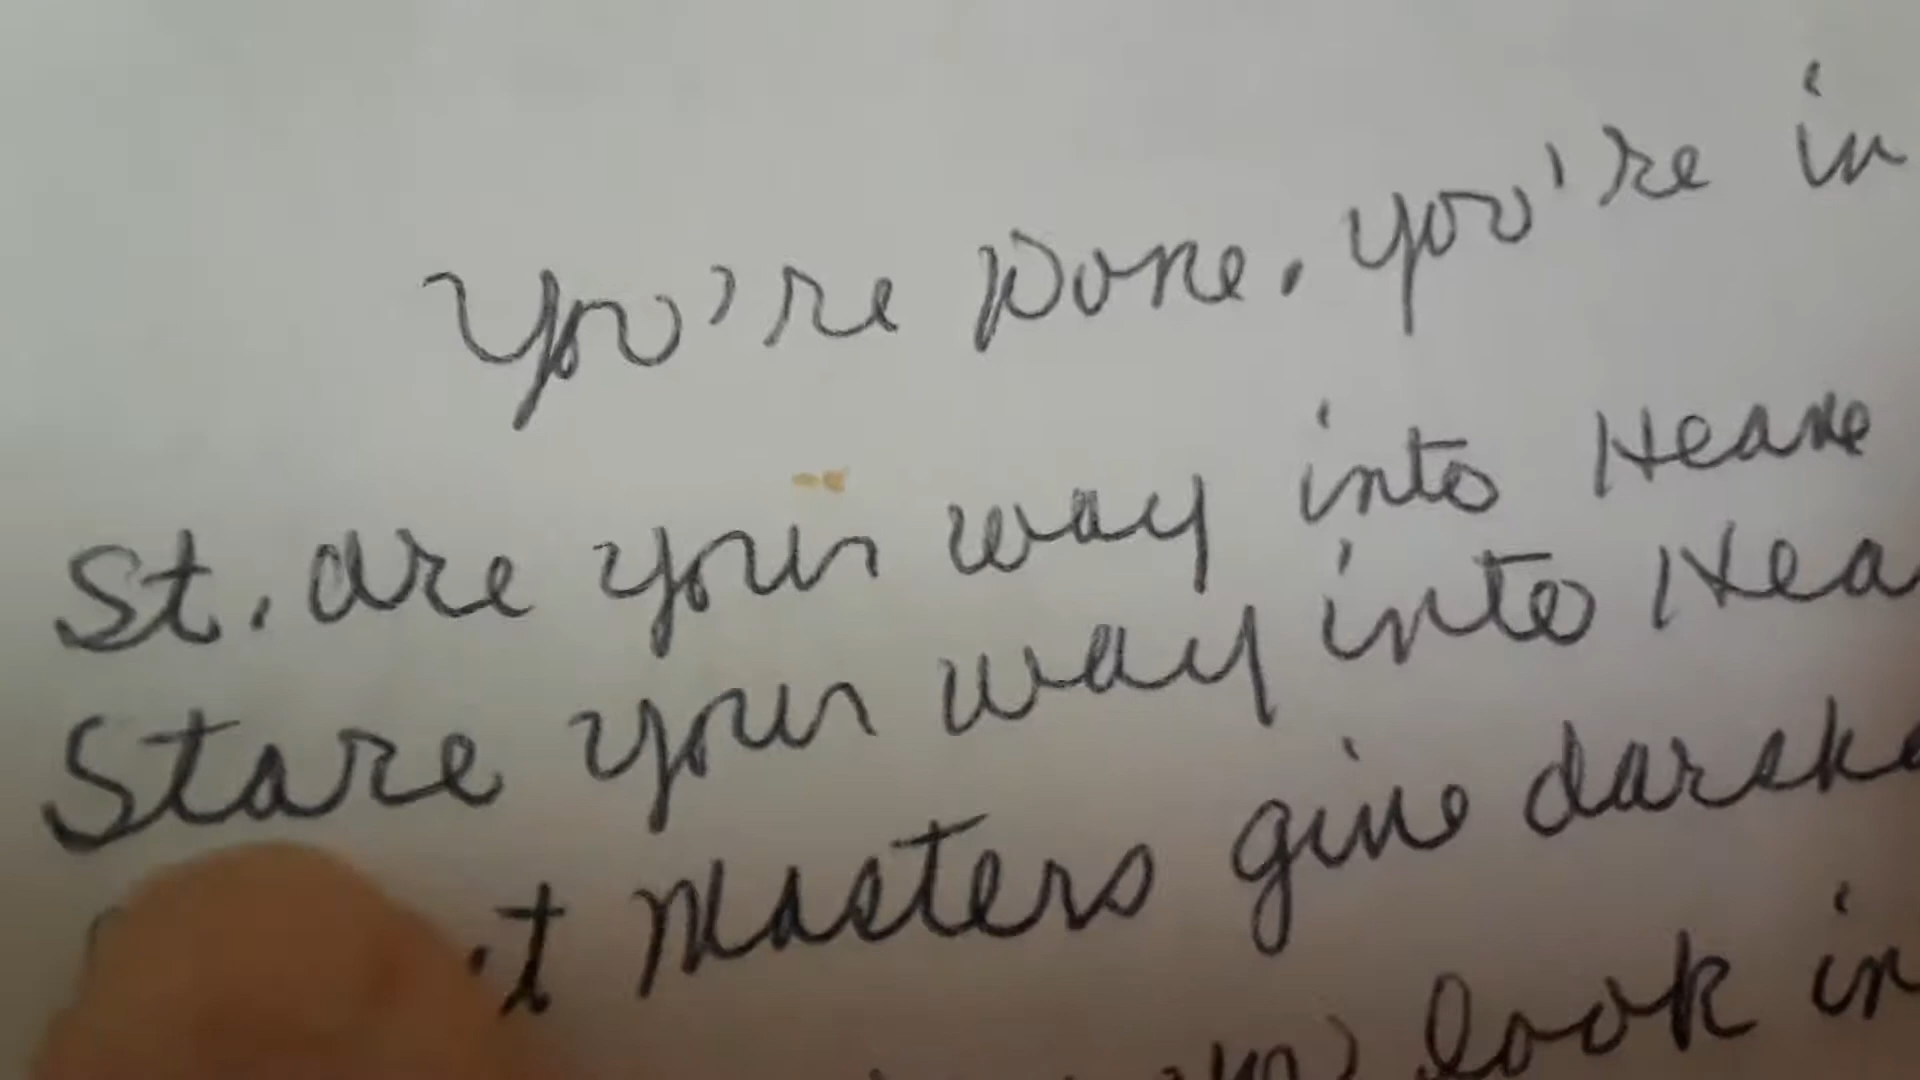 You're Done. you're in
St. are your way into Heave
Stare your way into Hea
t Masters give darsha
look in